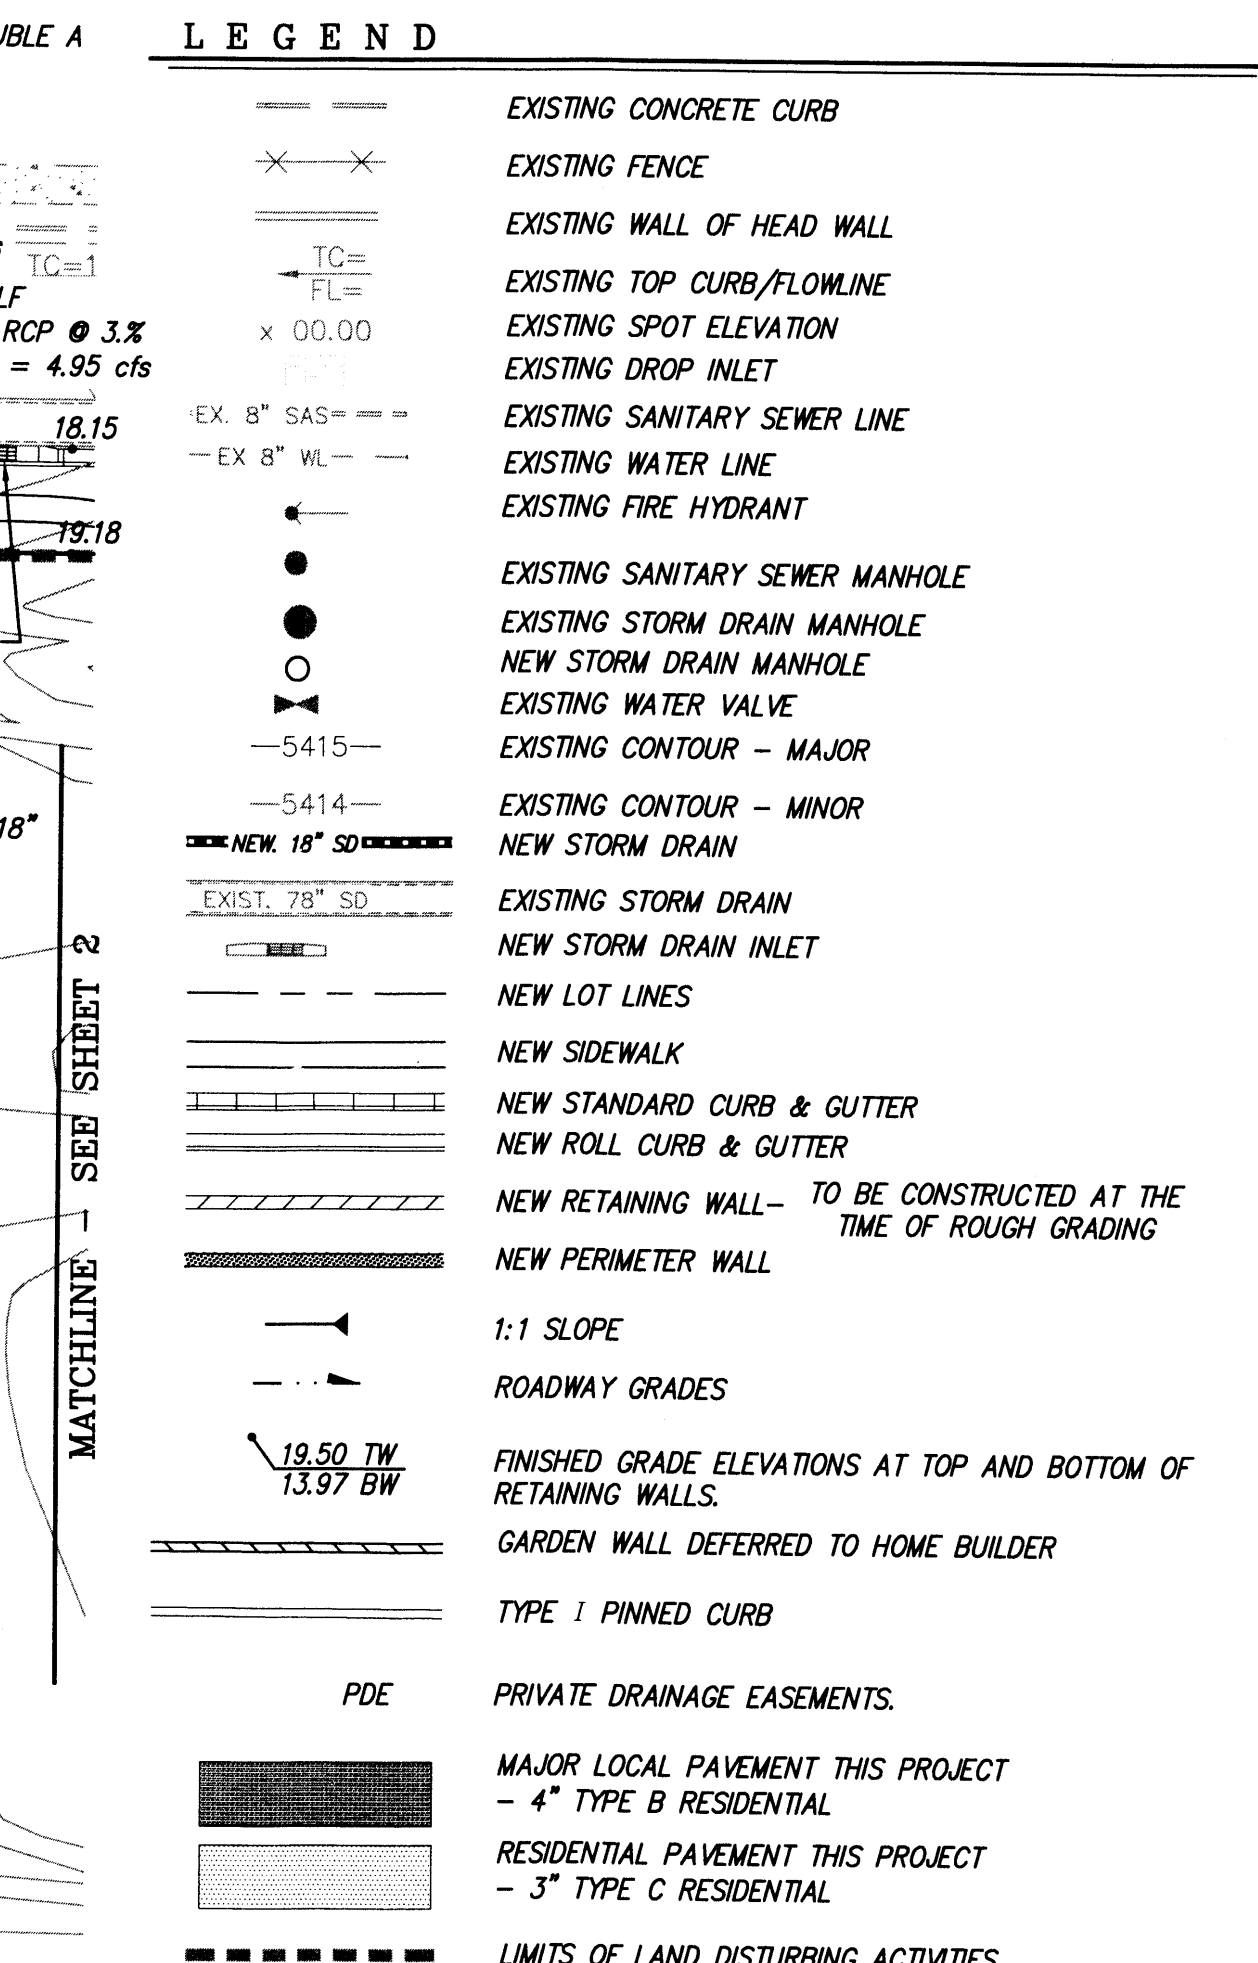 LEGEND
EXISTING CONCRETE CURB
EXISTING FENCE
EXISTING WALL OF HEAD WALL
TC=
FL=
EXISTING TOP CURB/FLOWLINE
x 00.00 EXISTING SPOT ELEVATION
EXISTING DROP INLET
EX. 8" SAS EXISTING SANITARY SEWER LINE
EX 8" WL EXISTING WATER LINE
EXISTING FIRE HYDRANT
EXISTING SANITARY SEWER MANHOLE
EXISTING STORM DRAIN MANHOLE
NEW STORM DRAIN MANHOLE
EXISTING WATER VALVE
5415 EXISTING CONTOUR - MAJOR
5414 EXISTING CONTOUR - MINOR
NEW. 18" SD NEW STORM DRAIN
EXIST. 78" SD EXISTING STORM DRAIN
NEW STORM DRAIN INLET
NEW LOT LINES
NEW SIDEWALK
NEW STANDARD CURB & GUTTER
NEW ROLL CURB & GUTTER
NEW RETAINING WALL- TO BE CONSTRUCTED AT THE
TIME OF ROUGH GRADING
NEW PERIMETER WALL
1:1 SLOPE
ROADWAY GRADES
19.50 TW
13.97 BW
FINISHED GRADE ELEVATIONS AT TOP AND BOTTOM OF
RETAINING WALLS.
GARDEN WALL DEFERRED TO HOME BUILDER
TYPE I PINNED CURB
PDE PRIVATE DRAINAGE EASEMENTS.
MAJOR LOCAL PAVEMENT THIS PROJECT
- 4" TYPE B RESIDENTIAL
RESIDENTIAL PAVEMENT THIS PROJECT
- 3" TYPE C RESIDENTIAL
LIMITS OF LAND DISTURBING ACTIVITIES
A
TC=1
LF
RCP @ 3.%
= 4.95 cfs
18.15
19.18
18"
MATCHLINE - SEE SHEET 2